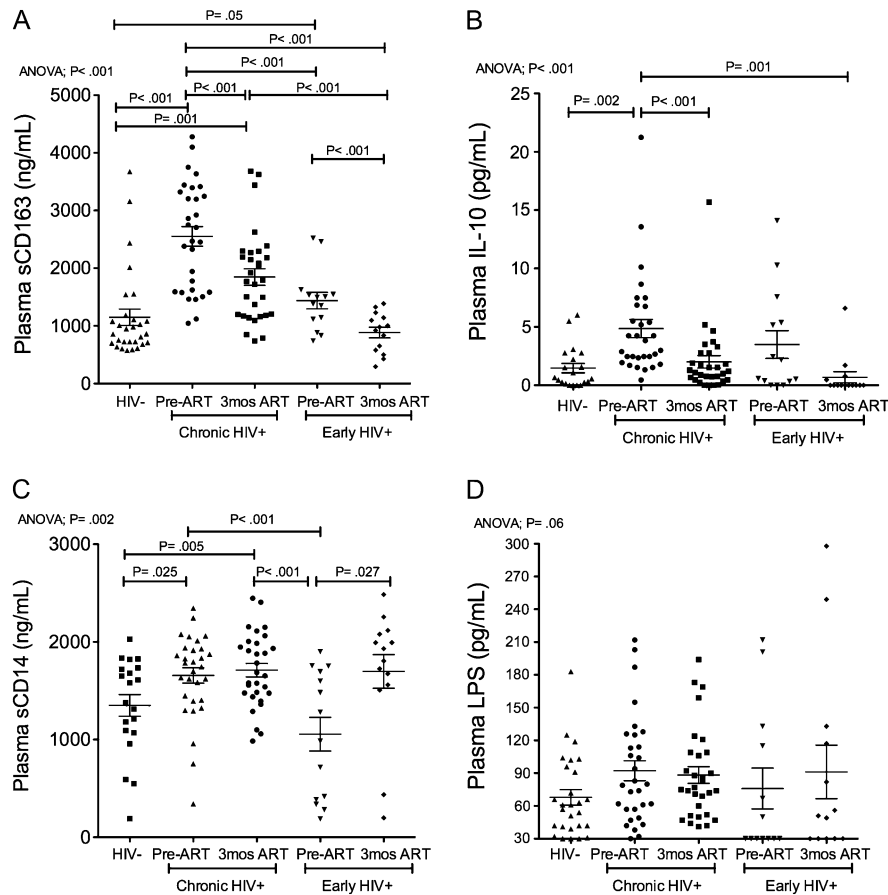 A
P= .05
P< .001
ANOVA; P< .001
P< .001
P< .001
P< .001
P< .001
P= .001
P< .001
Plasma sCD163 (ng/mL)
5000
4000
3000
2000
1000
0
HIV-
Pre-ART
3mos ART
Pre-ART
3mos ART
Chronic HIV+
Early HIV+
B
ANOVA; P< .001
P= .001
P= .002
P< .001
Plasma IL-10 (pg/mL)
25
20
15
10
5
0
HIV-
Pre-ART
3mos ART
Pre-ART
3mos ART
Chronic HIV+
Early HIV+
C
ANOVA; P= .002
P< .001
P= .005
P= .025
P< .001
P= .027
Plasma sCD14 (ng/mL)
3000
2000
1000
0
HIV-
Pre-ART
3mos ART
Pre-ART
3mos ART
Chronic HIV+
Early HIV+
D
ANOVA; P= .06
Plasma LPS (pg/mL)
300
270
240
210
180
150
120
90
60
30
HIV-
Pre-ART
3mos ART
Pre-ART
3mos ART
Chronic HIV+
Early HIV+